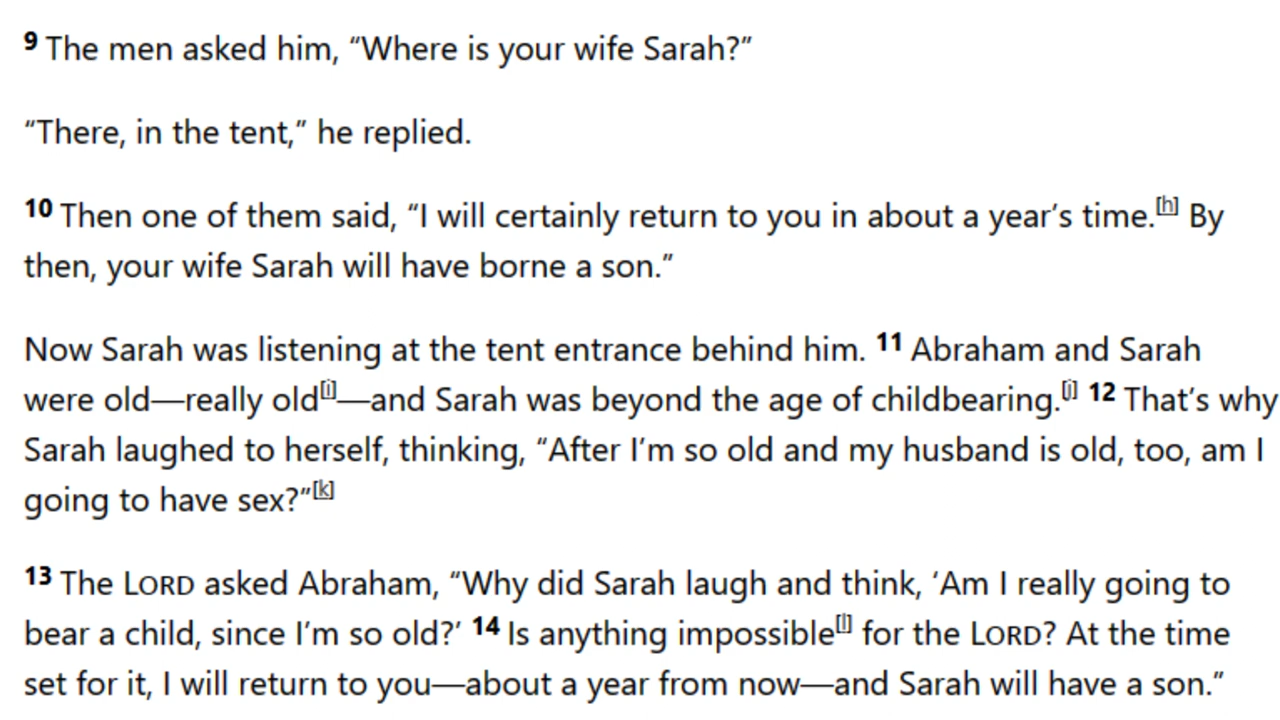 9 The men asked him, “Where is your wife Sarah?”
“There, in the tent,” he replied.
10 Then one of them said, “I will certainly return to you in about a year’s time.[h] By
then, your wife Sarah will have borne a son.”
Now Sarah was listening at the tent entrance behind him. 11 Abraham and Sarah
were old—really old[i]—and Sarah was beyond the age of childbearing.[j] 12 That’s why
Sarah laughed to herself, thinking, “After I’m so old and my husband is old, too, am I
going to have sex?”[k]
13 The LORD asked Abraham, “Why did Sarah laugh and think, ‘Am I really going to
bear a child, since I’m so old?’ 14 Is anything impossible[l] for the LORD? At the time
set for it, I will return to you—about a year from now—and Sarah will have a son.”